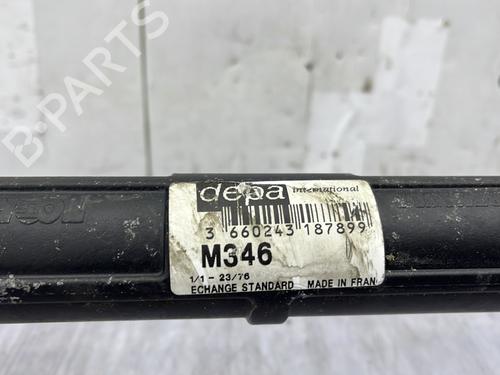 B-PARTS
depa international
3 660243 187899
M346
1/1 - 23/76
ECHANGE STANDARD MADE IN FRAN